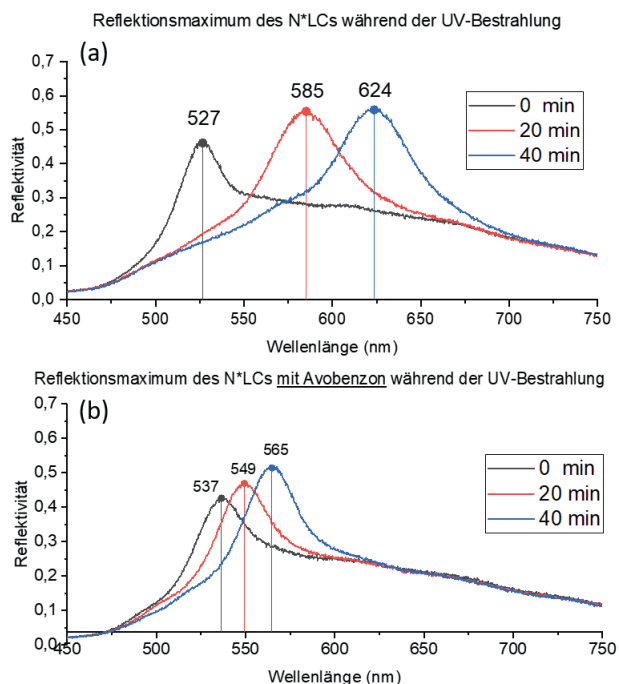 Reflektionsmaximum des N*LCs während der UV-Bestrahlung
(a)
0,7
0,6
0,5
0,4
0,3
0,2
0,1
0,0
Reflektivität
527
585
624
0 min
20 min
40 min
450 500 550 600 650 700 750
Wellenlänge (nm)
Reflektionsmaximum des N*LCs mit Avobenzon während der UV-Bestrahlung
(b)
0,7
0,6
0,5
0,4
0,3
0,2
0,1
0,0
Reflektivität
537
549
565
0 min
20 min
40 min
450 500 550 600 650 700 750
Wellenlänge (nm)